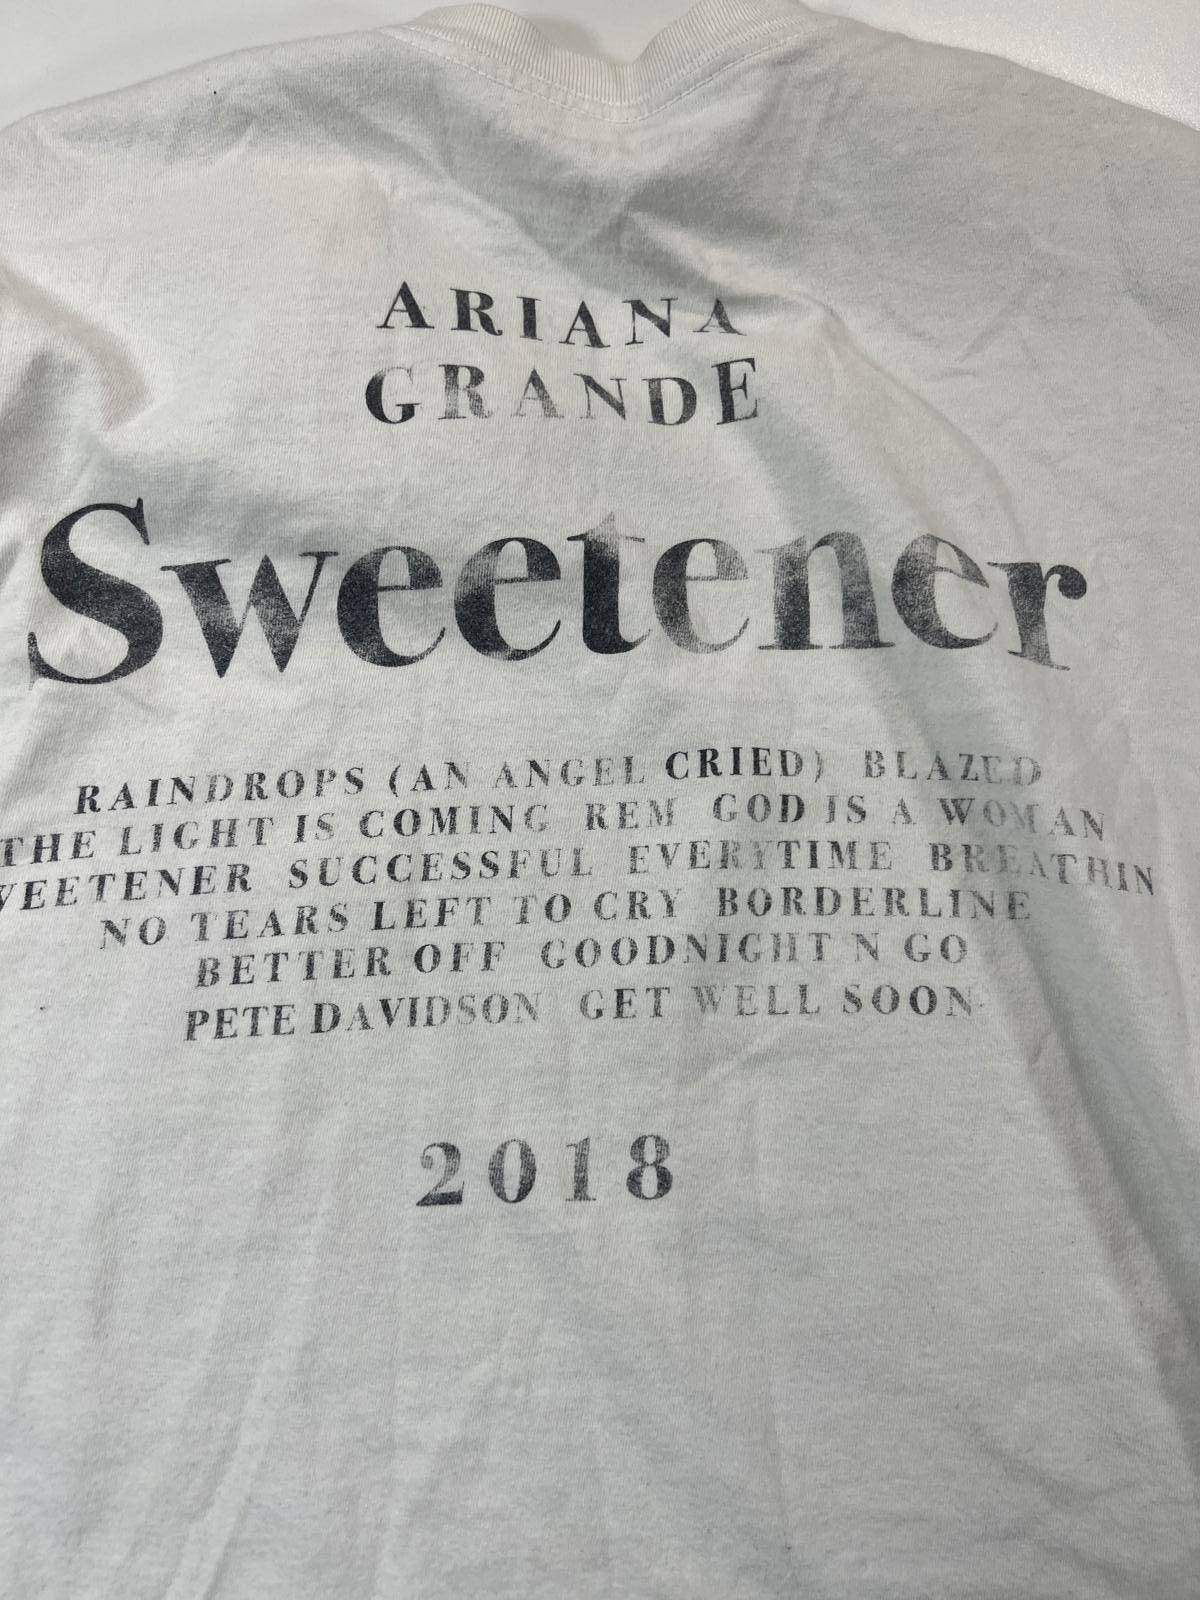 ARIANA
GRANDE
Sweetener
RAINDROPS (AN ANGEL CRIED) BLAZED
THE LIGHT IS COMING REM GOD IS A WOMAN
WEETENER SUCCESSFUL EVERYTIME BREATHIN
NO TEARS LEFT TO CRY BORDERLINE
BETTER OFF GOODNIGHT N GO
PETE DAVIDSON GET WELL SOON
2018